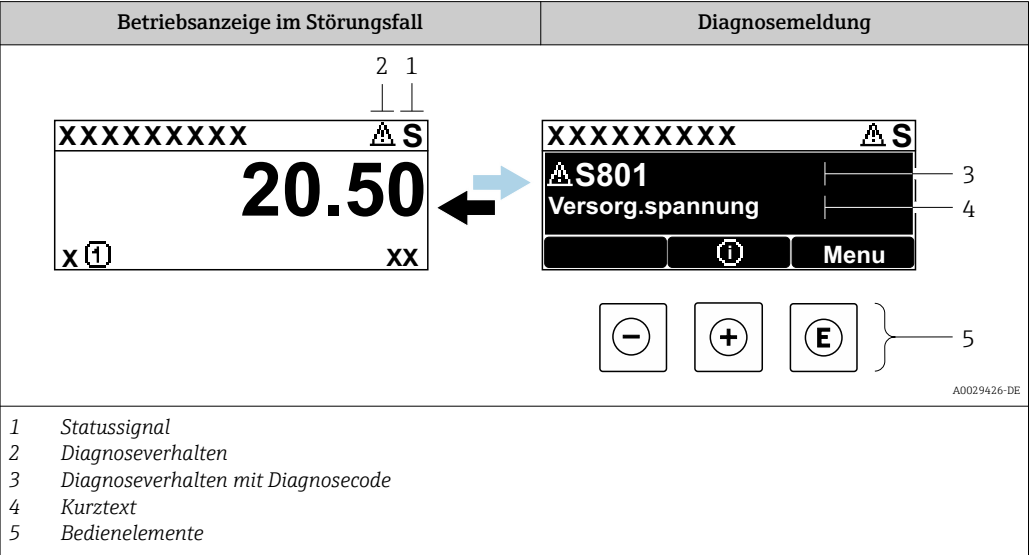 Betriebsanzeige im Störungsfall
Diagnosemeldung
2 1
XXXXXXXXX S
20.50
x 1 xx
XXXXXXXXX S
S801
Versorg.spannung
i Menu
3
4
− + E
5
A0029426-DE
1 Statussignal
2 Diagnoseverhalten
3 Diagnoseverhalten mit Diagnosecode
4 Kurztext
5 Bedienelemente